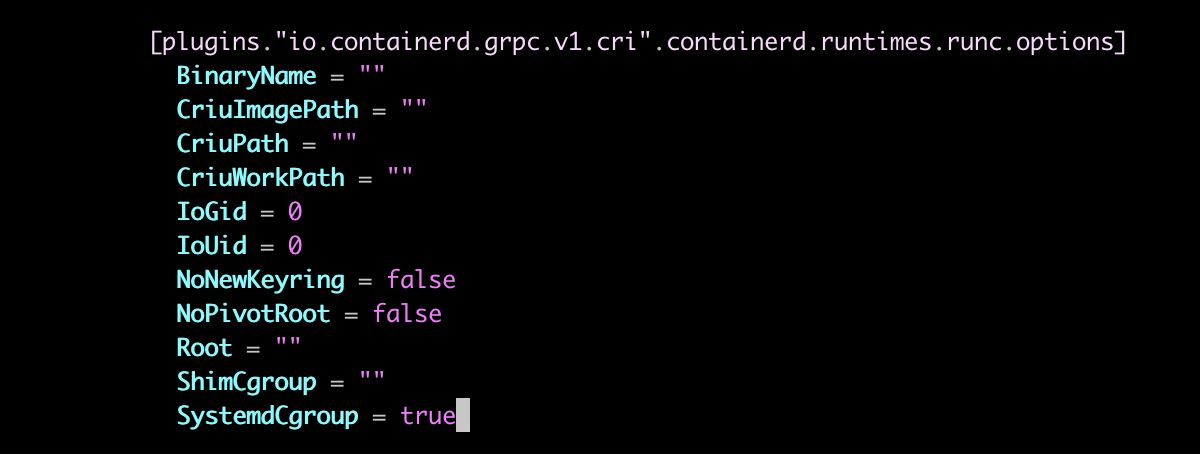 [plugins."io.containerd.grpc.v1.cri".containerd.runtimes.runc.options]
BinaryName = ""
CriuImagePath = ""
CriuPath = ""
CriuWorkPath = ""
IoGid = 0
IoUid = 0
NoNewKeyring = false
NoPivotRoot = false
Root = ""
ShimCgroup = ""
SystemdCgroup = true